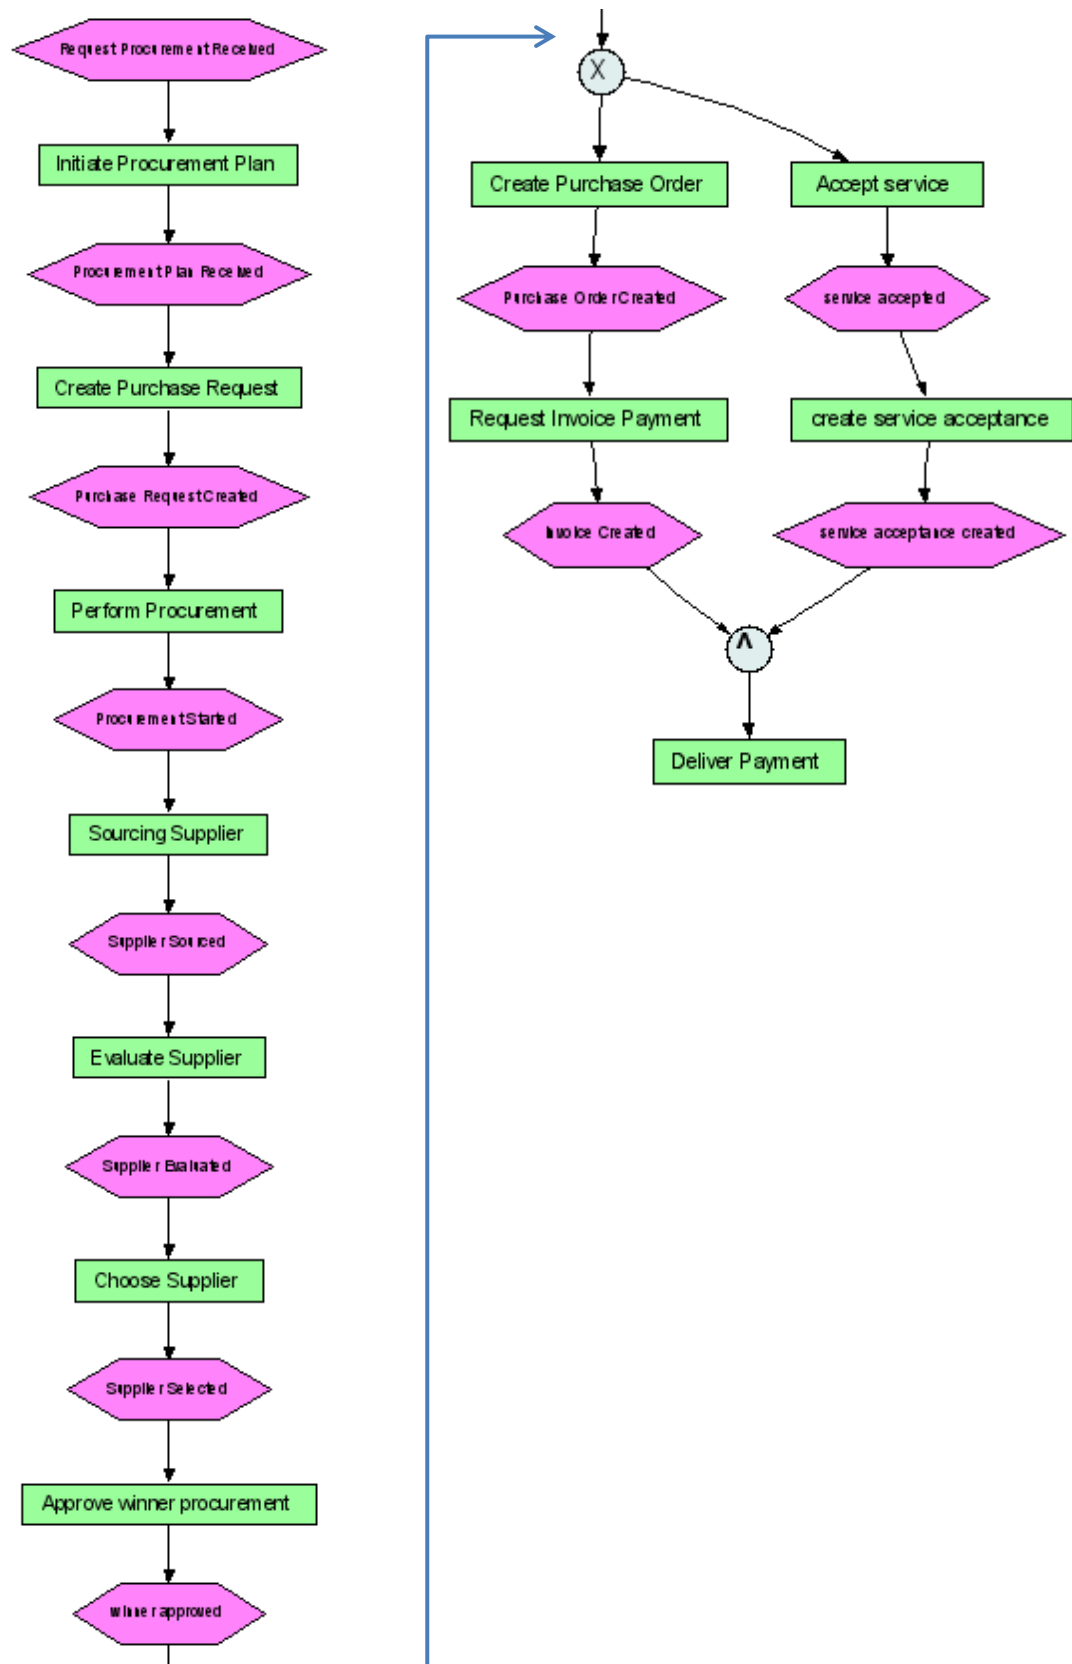 Request Procurement Received
Initiate Procurement Plan
Procurement Plan Received
Create Purchase Request
Purchase Request Created
Perform Procurement
Procurement Started
Sourcing Supplier
Supplier Sourced
Evaluate Supplier
Supplier Evaluated
Choose Supplier
Supplier Selected
Approve winner procurement
winner approved
X
Create Purchase Order
Accept service
Purchase Order Created
service accepted
Request Invoice Payment
create service acceptance
Invoice Created
service acceptance created
∧
Deliver Payment